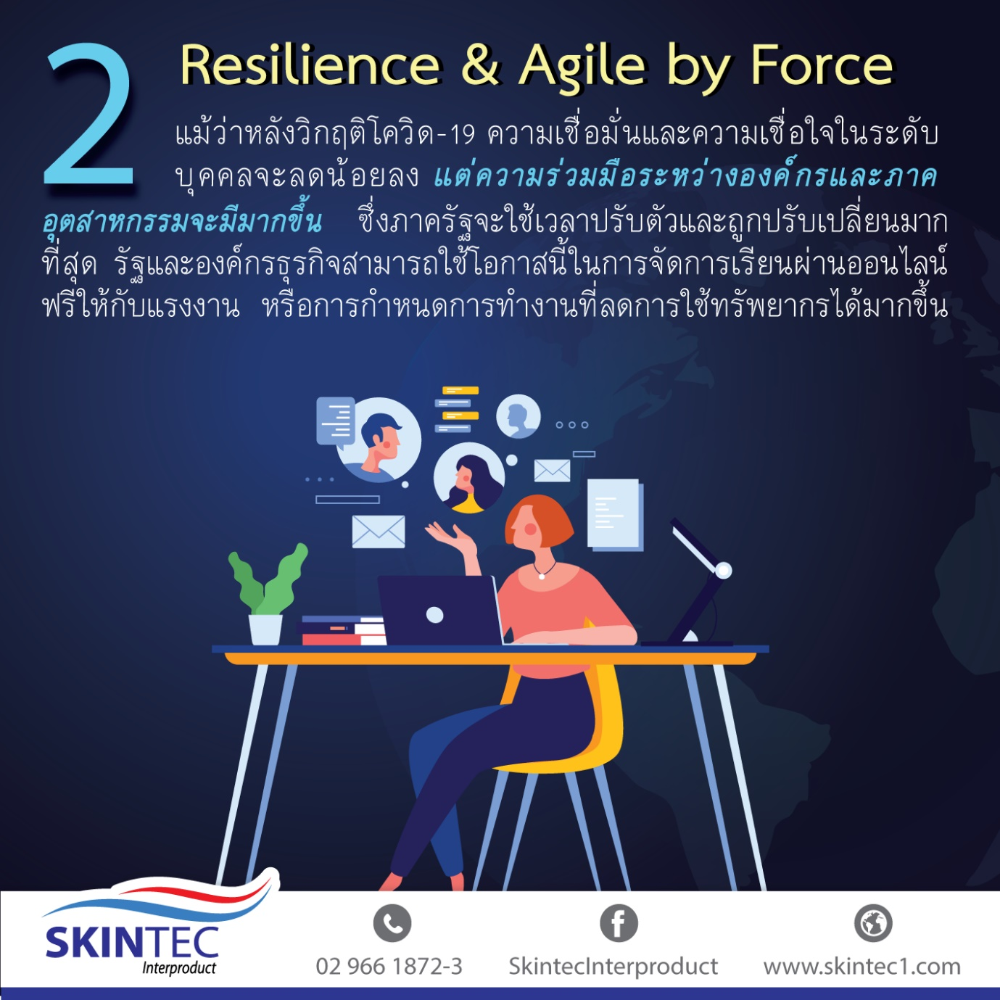 2
Resilience & Agile by Force
แม้ว่าหลังวิกฤติโควิด-19 ความเชื่อมั่นและความเชื่อใจในระดับ
บุคคลจะลดน้อยลง แต่ความร่วมมือระหว่างองค์กรและภาค
อุตสาหกรรมจะมีมากขึ้น ซึ่งภาครัฐจะใช้เวลาปรับตัวและถูกปรับเปลี่ยนมาก
ที่สุด รัฐและองค์กรธุรกิจสามารถใช้โอกาสนี้ในการจัดการเรียนผ่านออนไลน์
ฟรีให้กับแรงงาน หรือการกำหนดการทำงานที่ลดการใช้ทรัพยากรได้มากขึ้น
SKINTEC
Interproduct
02 966 1872-3
SkintecInterproduct
www.skintec1.com